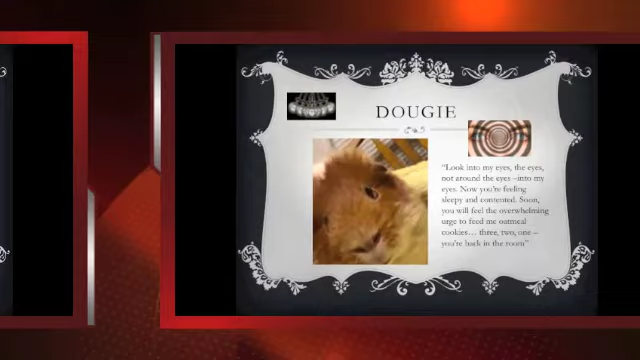 DOUGIE
“Look into my eyes, the eyes,
not around the eyes –into my
eyes. Now you’re feeling
sleepy and contented. Soon,
you will feel the overwhelming
urge to feed me oatmeal
cookies… three, two, one –
you’re back in the room”